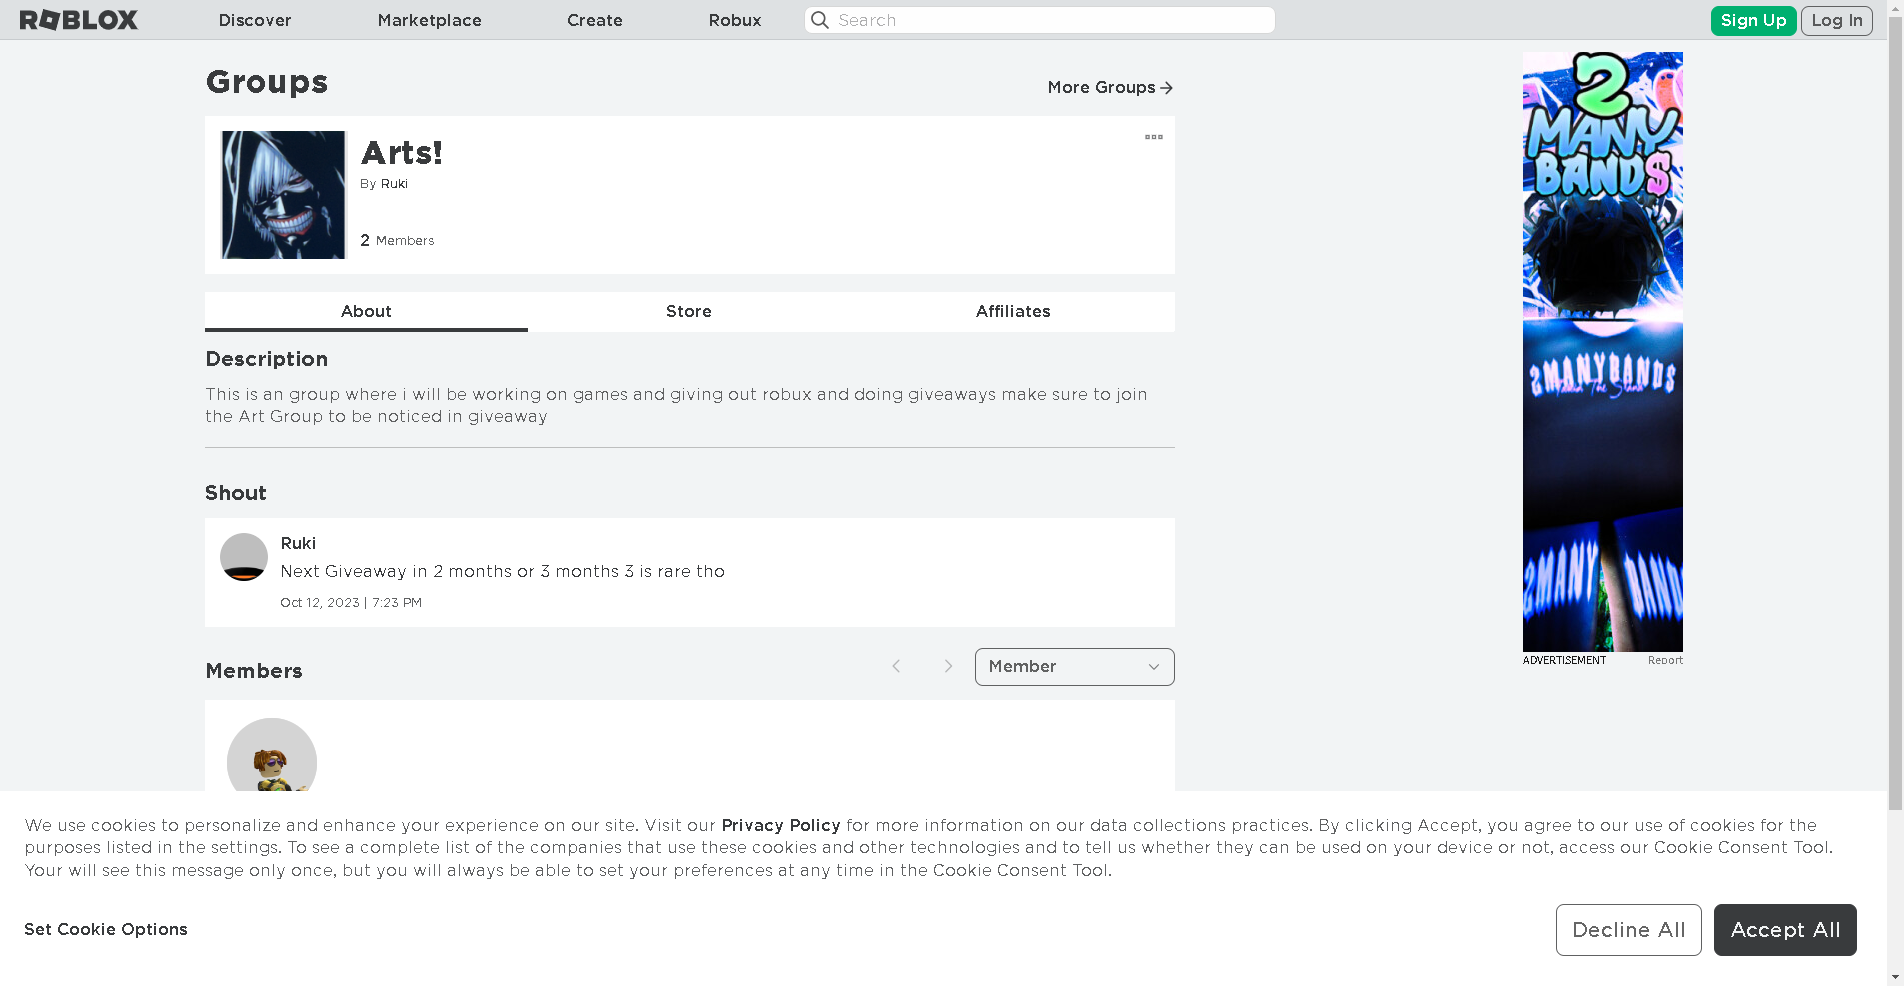 ROBLOX
Discover
Marketplace
Create
Robux
Search
Sign Up
Log In
Groups
More Groups
Arts!
By Ruki
2 Members
About
Store
Affiliates
Description
This is an group where i will be working on games and giving out robux and doing giveaways make sure to join
the Art Group to be noticed in giveaway
Shout
Ruki
Next Giveaway in 2 months or 3 months 3 is rare tho
Oct 12, 2023 | 7:23 PM
Members
Member
2
MANY
BAND$
2MANYBANDS
2MANY
BANDS
ADVERTISEMENT
Report
We use cookies to personalize and enhance your experience on our site. Visit our Privacy Policy for more information on our data collections practices. By clicking Accept, you agree to our use of cookies for the
purposes listed in the settings. To see a complete list of the companies that use these cookies and other technologies and to tell us whether they can be used on your device or not, access our Cookie Consent Tool.
Your will see this message only once, but you will always be able to set your preferences at any time in the Cookie Consent Tool.
Set Cookie Options
Decline All
Accept All